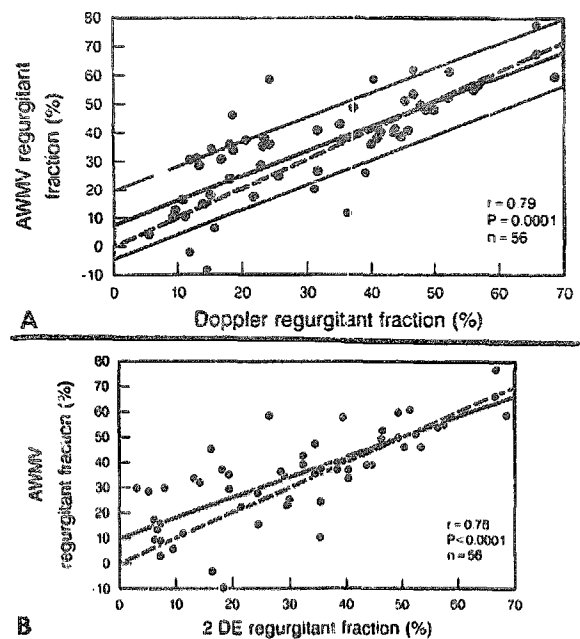 80
70
60
50
40
30
20
10
0
-10
AWMV regurgitant
fraction (%)
r = 0.79
P = 0.0001
n = 56
0 10 20 30 40 50 60 70
A
Doppler regurgitant fraction (%)
80
70
60
50
40
30
20
10
0
-10
AWMV
regurgitant fraction (%)
r = 0.76
P < 0.0001
n = 56
0 10 20 30 40 50 60 70
B
2 DE regurgitant fraction (%)